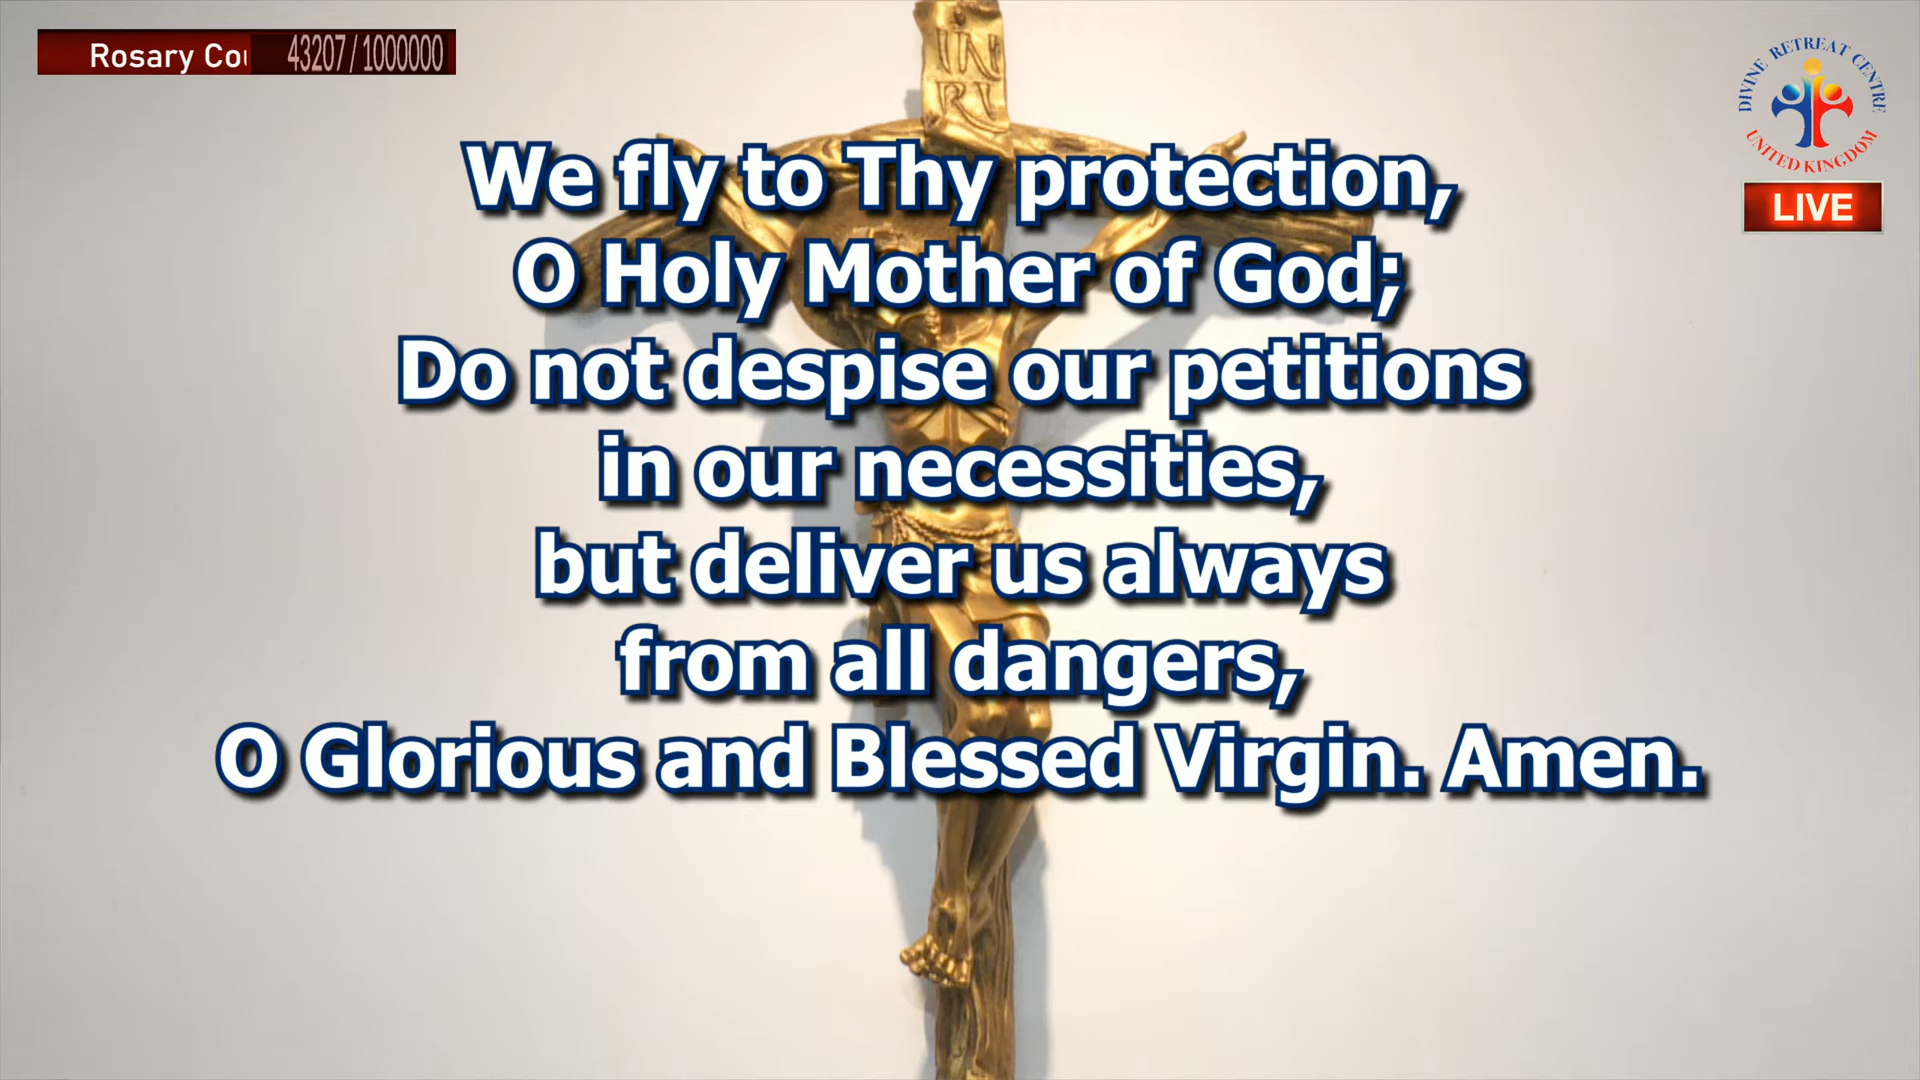 Rosary Cou 43207/1000000
IN
RI
DIVINE RETREAT CENTRE
UNITED KINGDOM
LIVE
We fly to Thy protection,
O Holy Mother of God;
Do not despise our petitions
in our necessities,
but deliver us always
from all dangers,
O Glorious and Blessed Virgin. Amen.